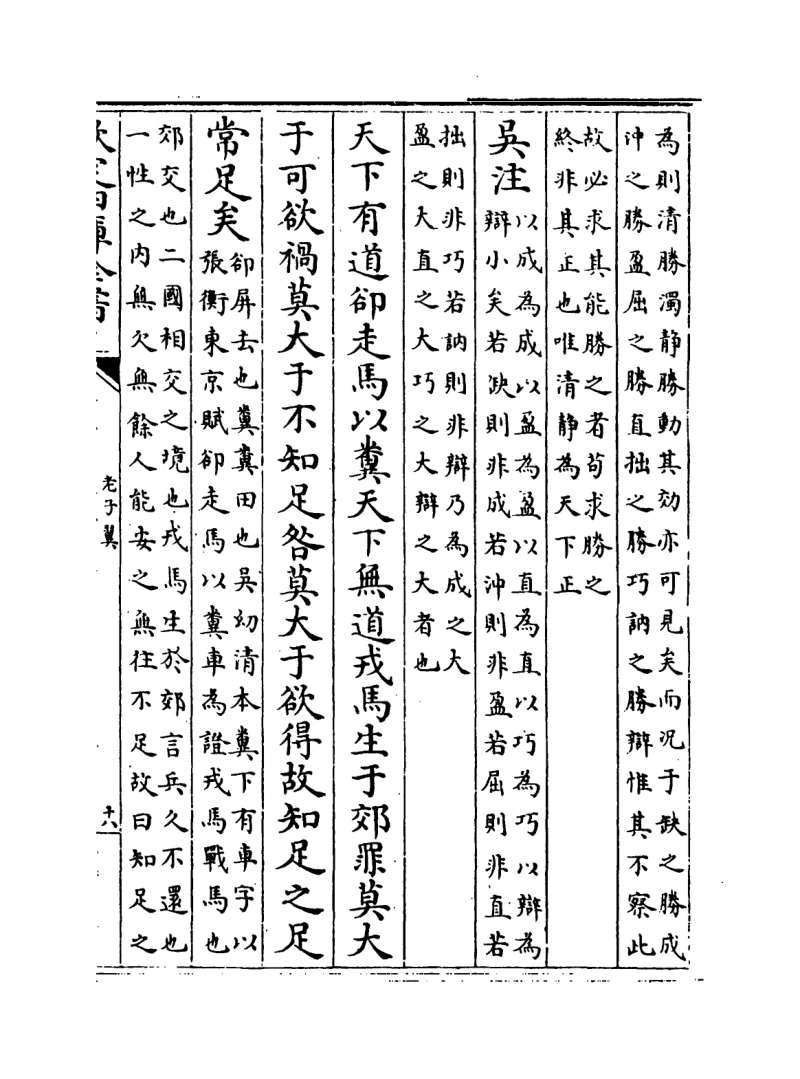 為則清勝濁静勝動其効亦可見矣而况于缺之勝成
沖之勝盈屈之勝直拙之勝巧訥之勝辯惟其不察此
故必求其能勝之者茍求勝之
終非其正也唯清静為天下正
吳注
以成為成以盈為盈以直為直以巧為巧以辯為
辯小矣若缺則非成若沖則非盈若屈則非直若
拙則非巧若訥則非辯乃為成之大
盈之大直之大巧之大辯之大者也
天下有道卻走馬以糞天下無道戎馬生于郊罪莫大
于可欲禍莫大于不知足咎莫大于欲得故知足之足
常足矣
卻屏去也糞糞田也吳幼清本糞下有車字以
張衡東京賦卻走馬以糞車為證戎馬戰馬也
郊交也二國相交之境也戎馬生於郊言兵久不還也
一性之内無欠無餘人能安之無往不足故曰知足之
欽定四庫全書
老子翼
十八